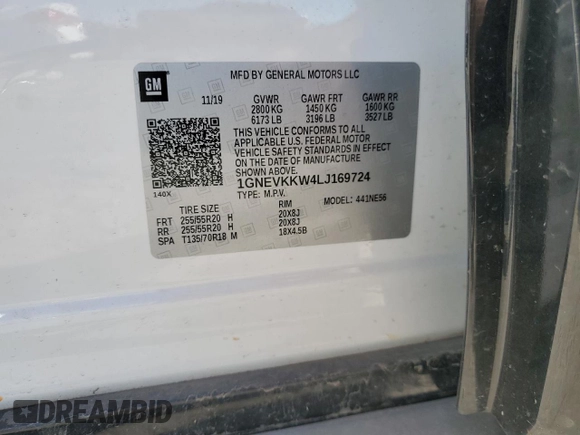 GM
MFD BY GENERAL MOTORS LLC
11/19 GVWR GAWR FRT GAWR RR
2800 KG 1450 KG 1600 KG
6173 LB 3196 LB 3527 LB
THIS VEHICLE CONFORMS TO ALL
APPLICABLE U.S. FEDERAL MOTOR
VEHICLE SAFETY STANDARDS IN EFFECT
ON THE DATE OF MANUFACTURE
SHOWN ABOVE.
1GNEVKKW4LJ169724
140X TYPE: M.P.V. MODEL: 441NE56
TIRE SIZE RIM
FRT 255/55R20 H 20X8J
RR 255/55R20 H 20X8J
SPA T135/70R18 M 18X4.5B
DREAMBID